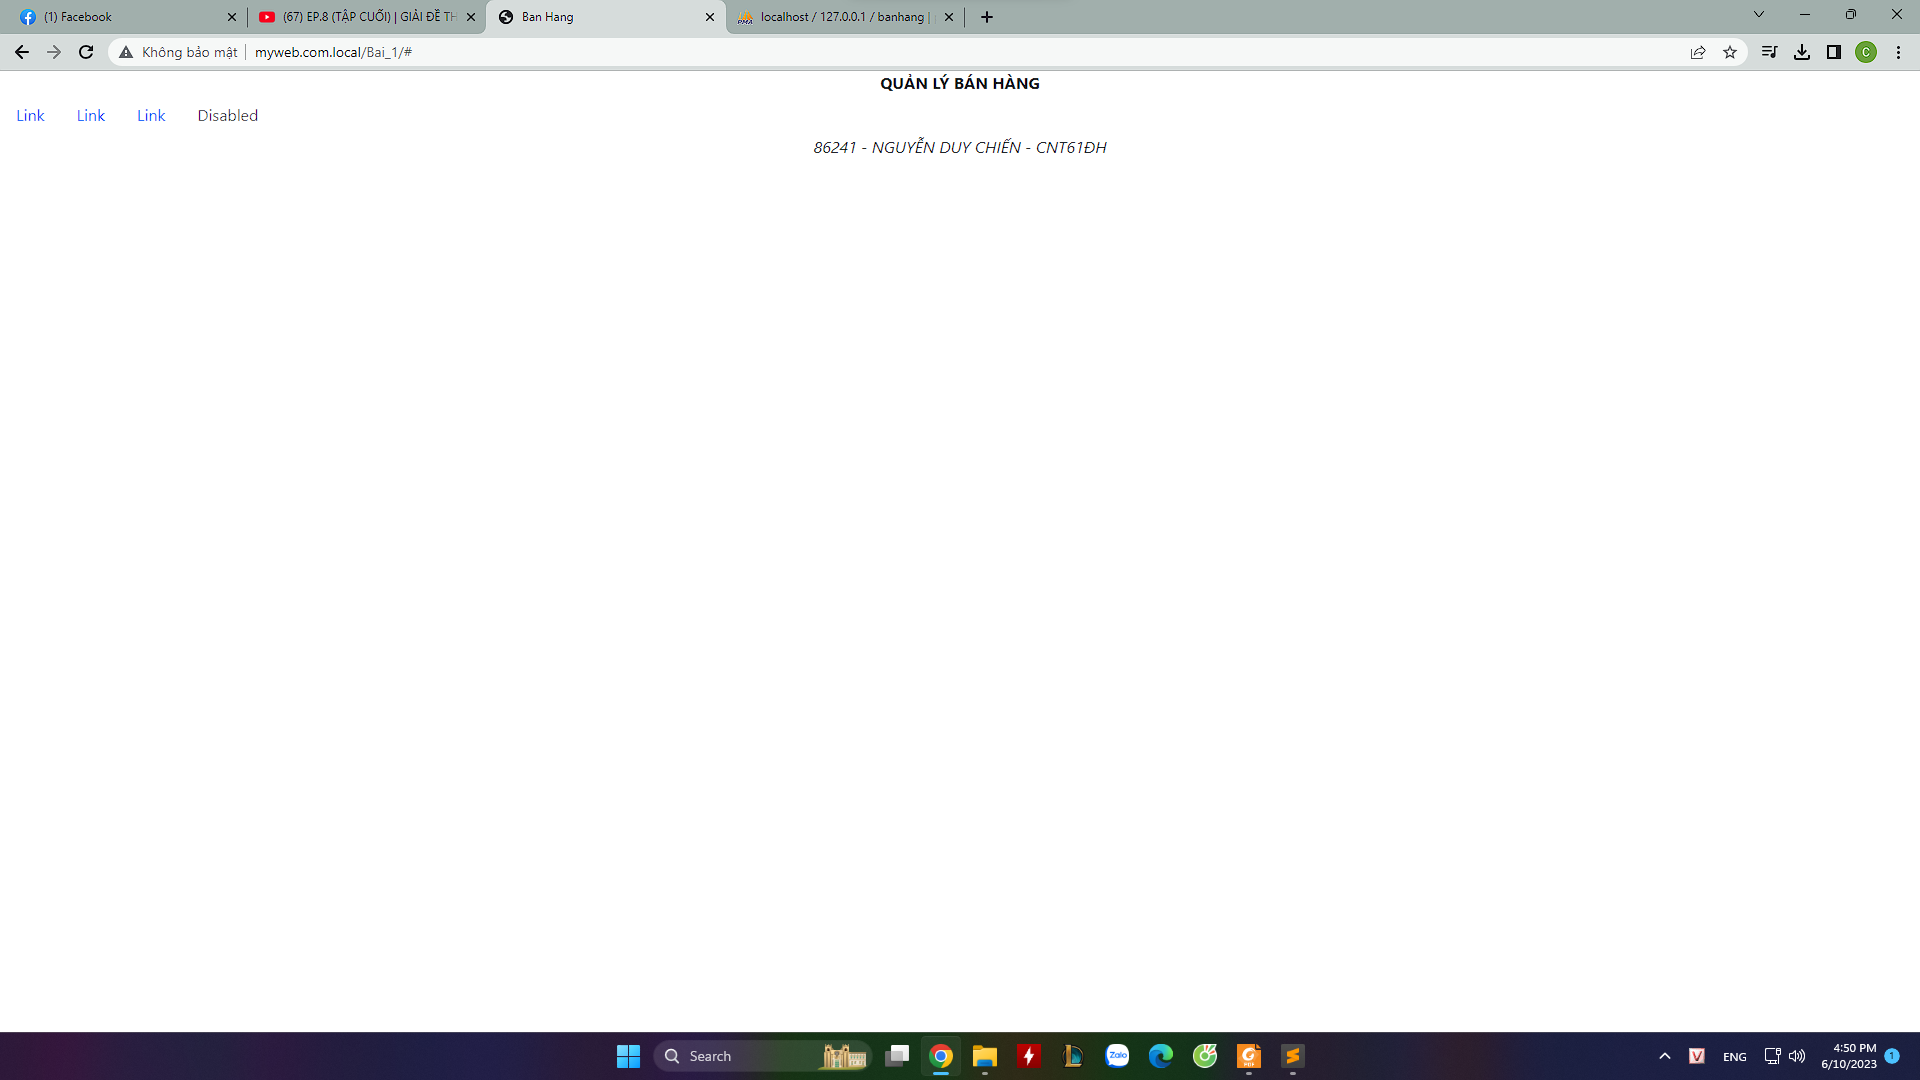 (1) Facebook
(67) EP.8 (TẬP CUỐI) | GIẢI ĐỀ TH
Ban Hang
localhost / 127.0.0.1 / banhang |
Không bảo mật
myweb.com.local/Bai_1/#
C
QUẢN LÝ BÁN HÀNG
Link Link Link Disabled
86241 - NGUYỄN DUY CHIẾN - CNT61ĐH
Search
Zalo
V
ENG
4:50 PM
6/10/2023
1